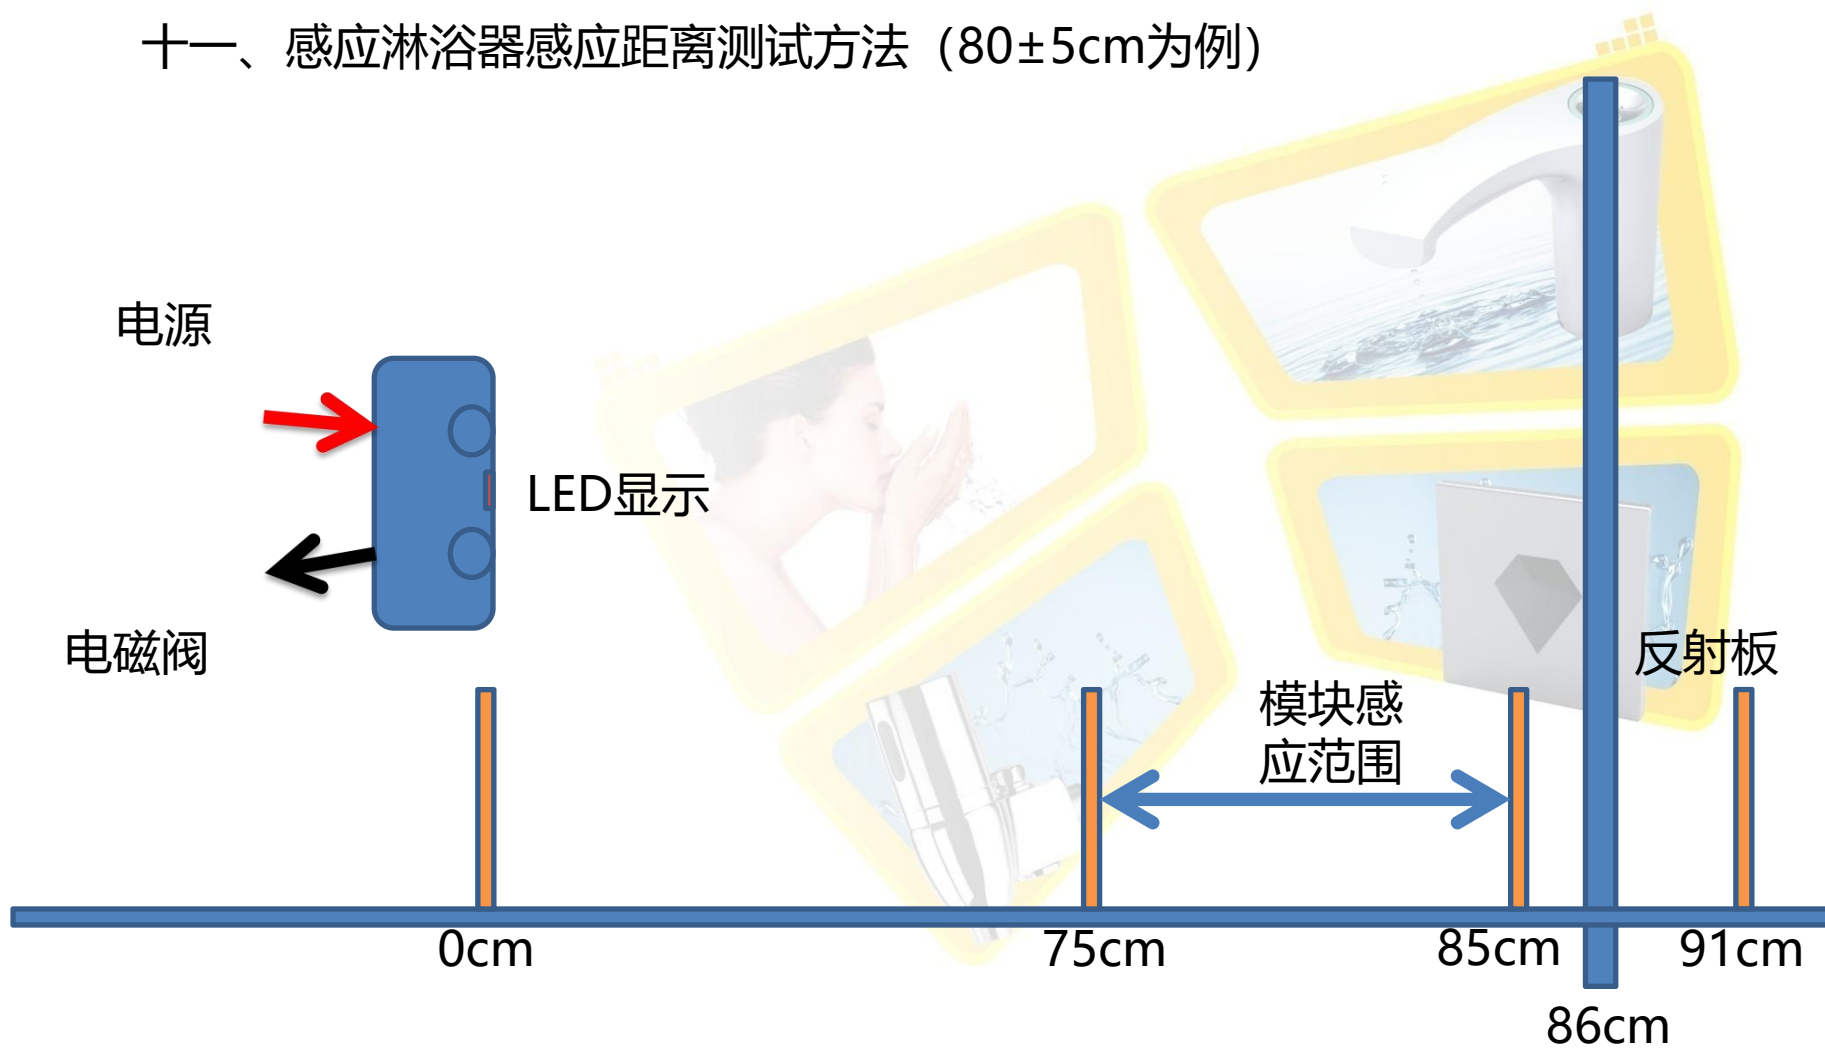 十一、感应淋浴器感应距离测试方法（80±5cm为例）
电源
LED显示
电磁阀
反射板
模块感
应范围
0cm
75cm
85cm
91cm
86cm